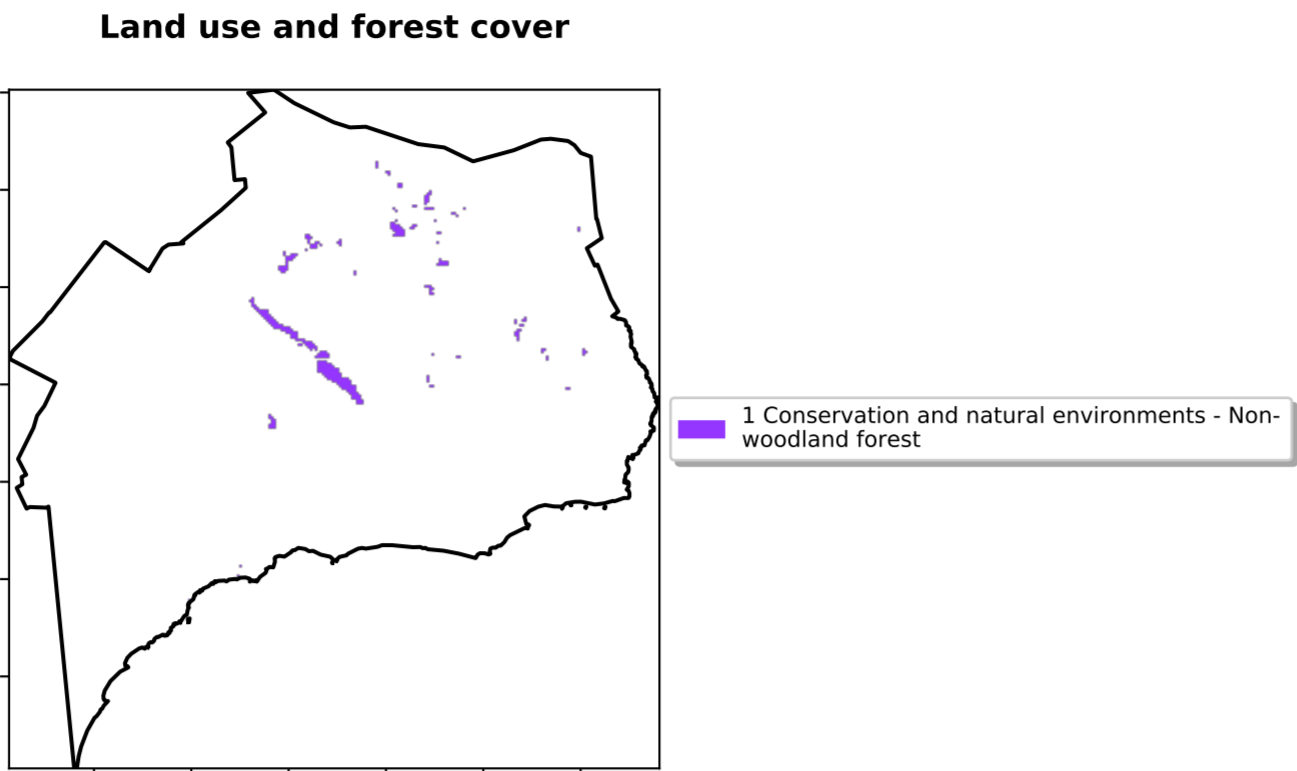 Land use and forest cover
1 Conservation and natural environments - Non-
woodland forest